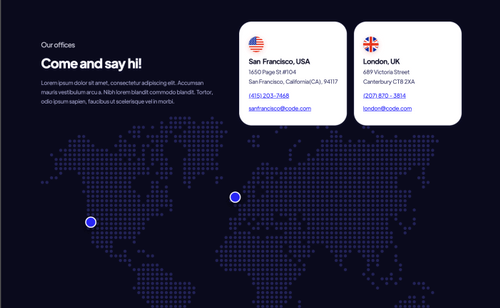 Our offices
Come and say hi!
Lorem ipsum dolor sit amet, consectetur adipiscing elit. Accumsan
mauris vestibulum arcu a. Nibh lorem blandit commodo blandit. Tortor,
odio ipsum sapien, faucibus ut scelerisque vel in morbi.
San Francisco, USA
1650 Page St #104
San Francisco, California(CA)., 94117
(415) 203-7468
sanfrancisco@code.com
London, UK
689 Victoria Street
Canterbury CT8 2XA
(207) 870 - 3814
london@code.com